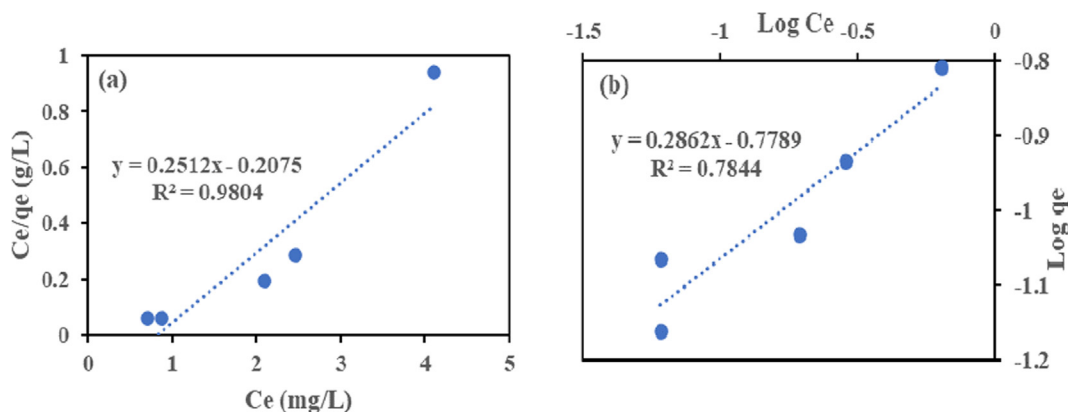 (a)
Ce/qe (g/L)
1
0.8
0.6
0.4
0.2
0
y = 0.2512x - 0.2075
R² = 0.9804
0 1 2 3 4 5
Ce (mg/L)
Log Ce
-1.5 -1 -0.5 0
(b)
y = 0.2862x - 0.7789
R² = 0.7844
-0.8
-0.9
-1
-1.1
-1.2
Log qe